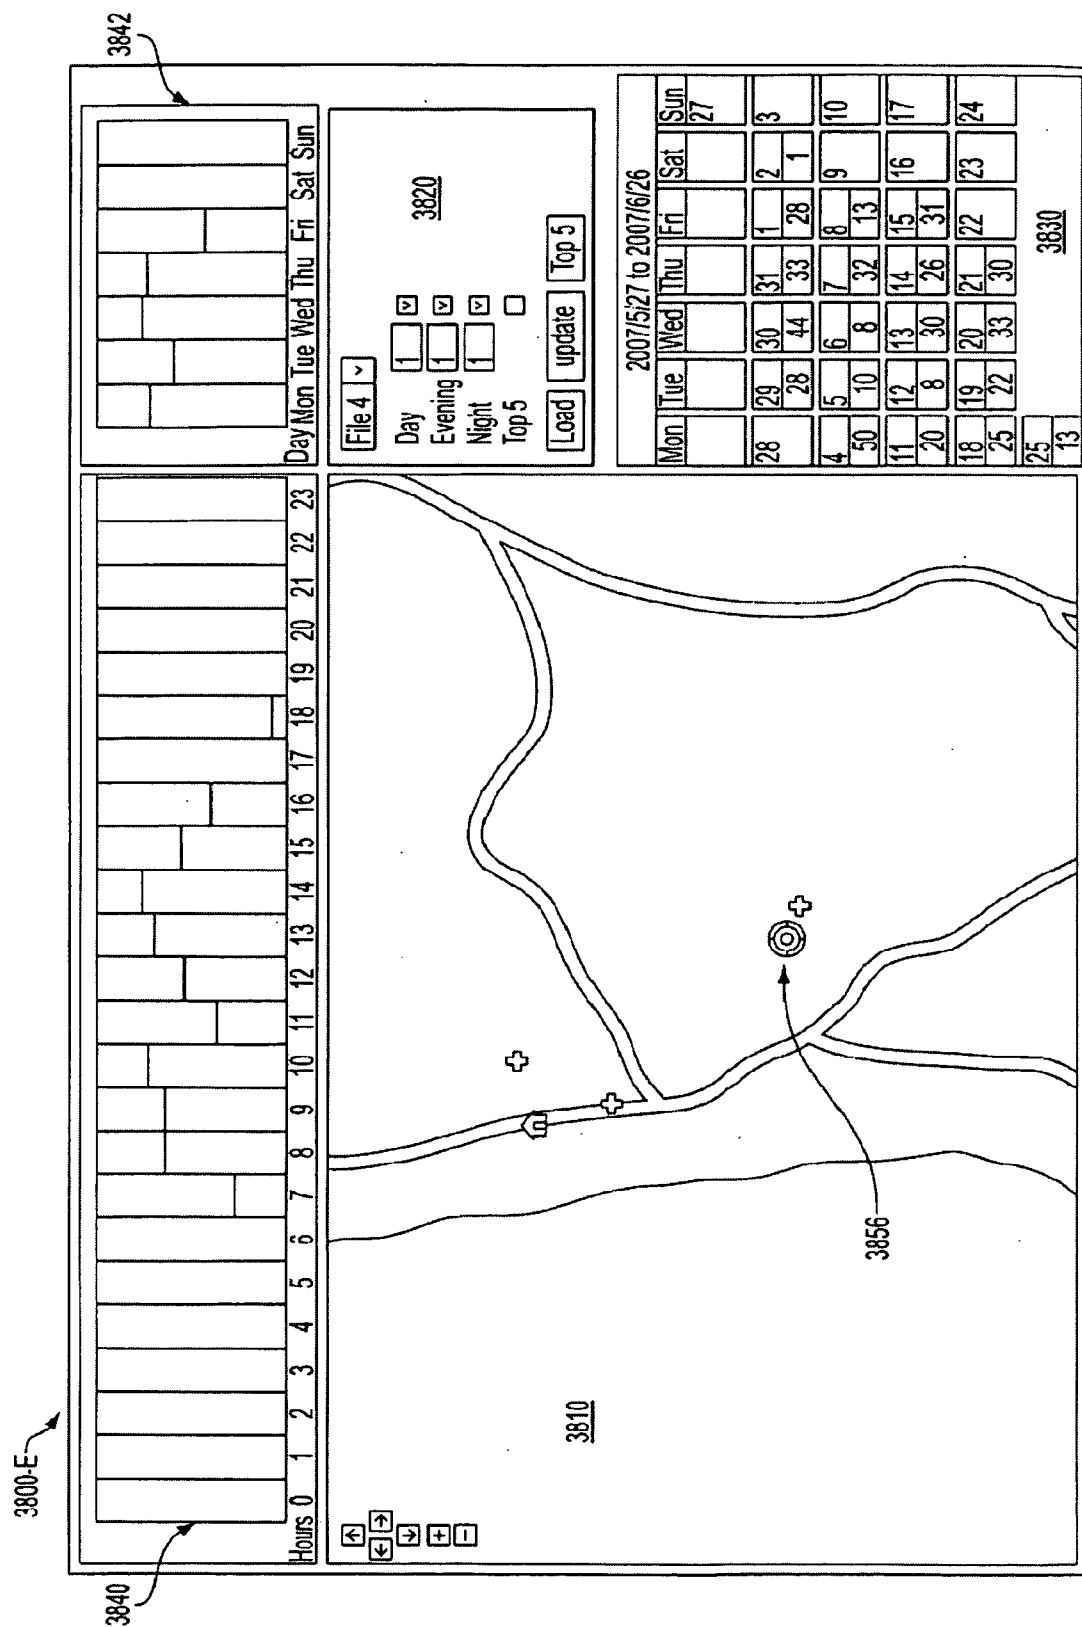 3800-E
3840
3842
Hours 0 1 2 3 4 5 6 7 8 9 10 11 12 13 14 15 16 17 18 19 20 21 22 23
Day Mon Tue Wed Thu Fri Sat Sun
3810
3856
File 4 v
Day 1 v
Evening 1 v
Night 1 v
Top 5
Load update Top 5
3820
2007/5/27 to 2007/6/26
Mon Tue Wed Thu Fri Sat Sun
27
28 29 30 31 1 2 3
28 44 33 28 1
4 5 6 7 8 9 10
50 10 8 32 13
11 12 13 14 15 16 17
20 8 30 26 31
18 19 20 21 22 23 24
25 22 33 30
25
13
3830